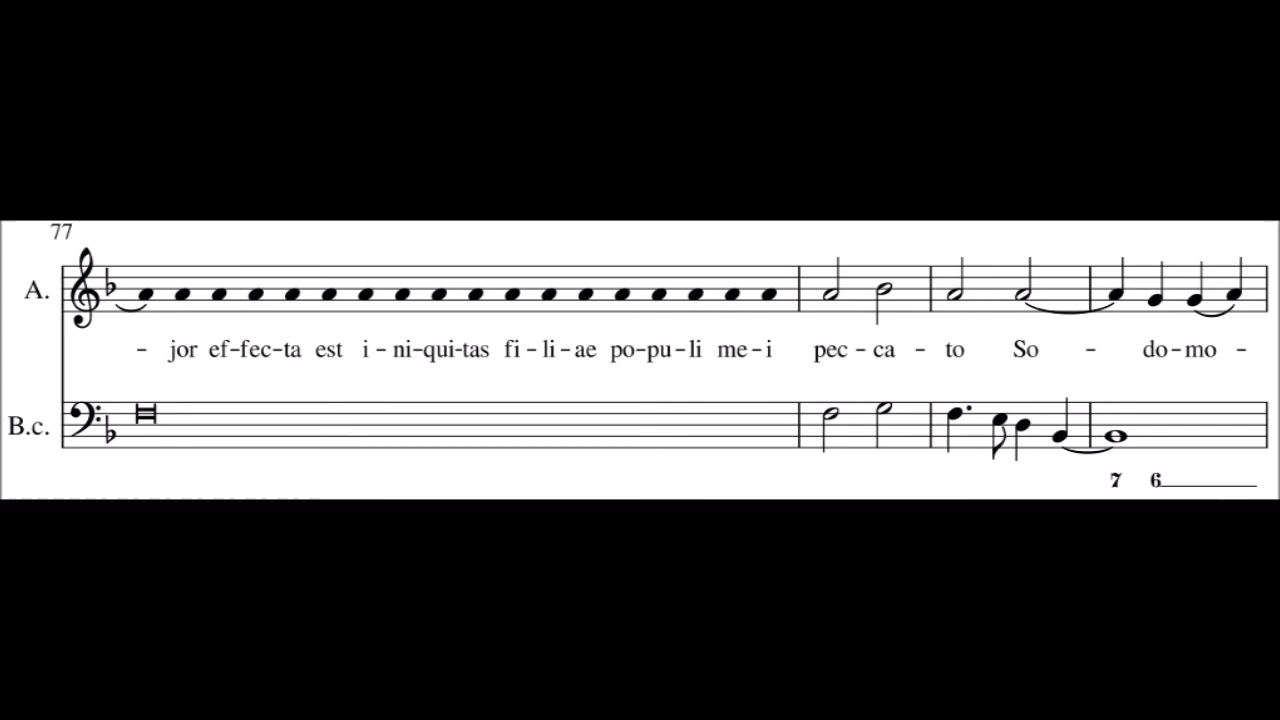 77
A.
– jor ef–fec–ta est i – ni–qui–tas fi – li – ae po–pu–li me – i pec – ca – to So – do–mo –
B.c.
7 6